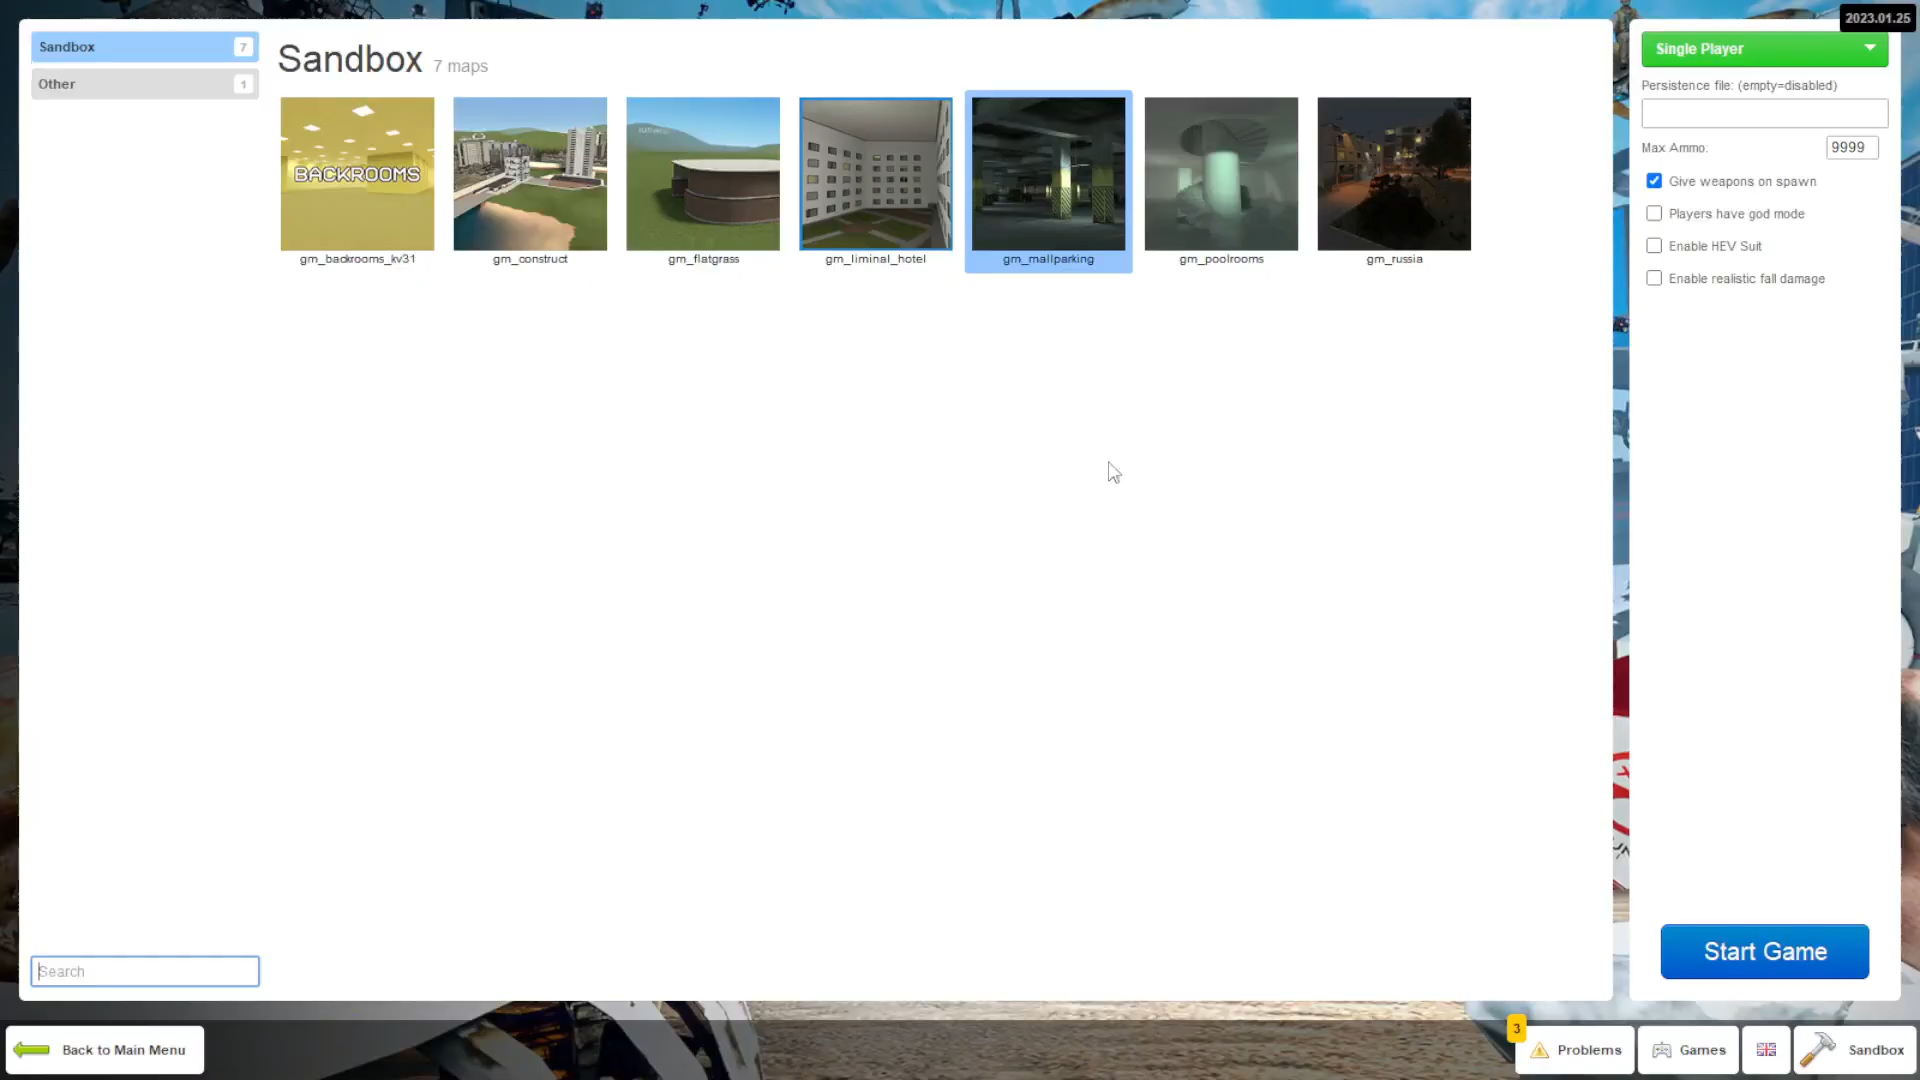 2023.01.25
Sandbox 7
Other 1
Sandbox 7 maps
BACKROOMS
gm_backrooms_kv31
gm_construct
gm_flatgrass
gm_liminal_hotel
gm_mallparking
gm_poolrooms
gm_russia
Single Player
Persistence file: (empty=disabled)
Max Ammo: 9999
Give weapons on spawn
Players have god mode
Enable HEV Suit
Enable realistic fall damage
Start Game
Search
Back to Main Menu
3
Problems
Games
Sandbox